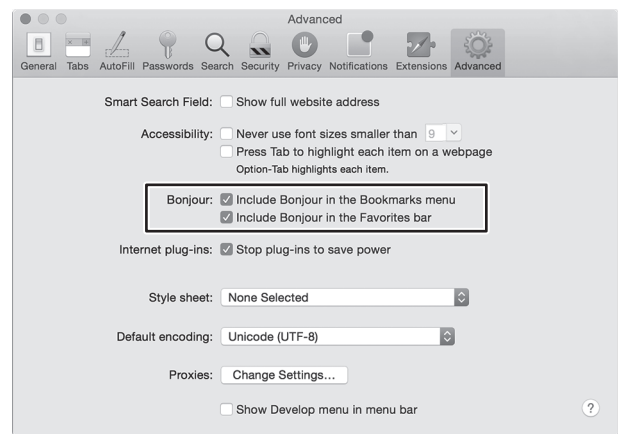 Advanced
General Tabs AutoFill Passwords Search Security Privacy Notifications Extensions Advanced
Smart Search Field: Show full website address
Accessibility: Never use font sizes smaller than 9
Press Tab to highlight each item on a webpage
Option-Tab highlights each item.
Bonjour: Include Bonjour in the Bookmarks menu
Include Bonjour in the Favorites bar
Internet plug-ins: Stop plug-ins to save power
Style sheet: None Selected
Default encoding: Unicode (UTF-8)
Proxies: Change Settings...
Show Develop menu in menu bar
?